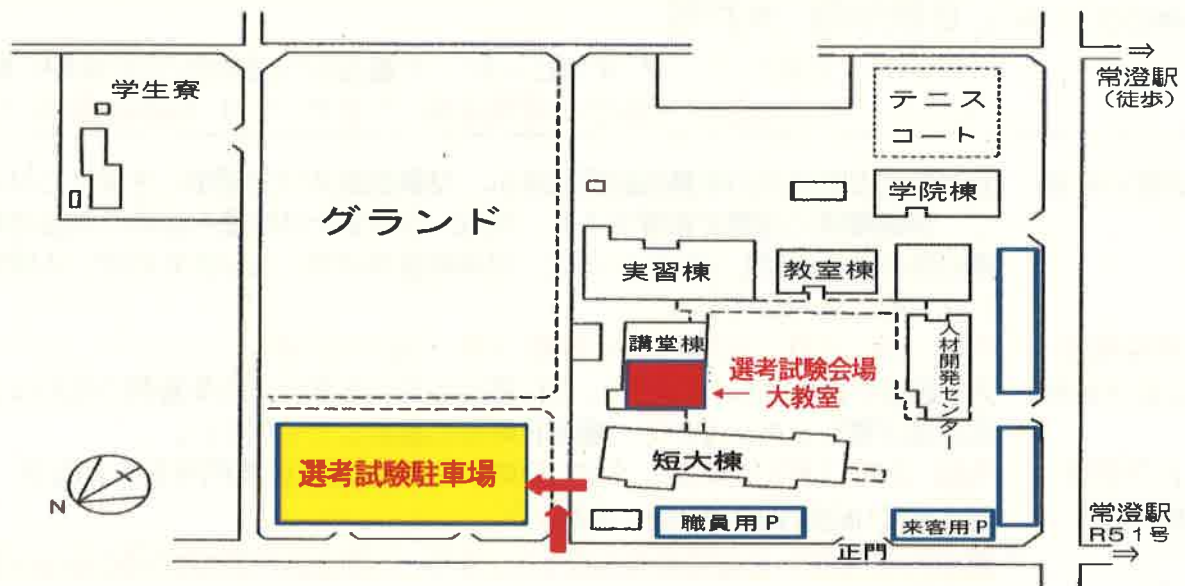 学生寮
グランド
テニス
コート
常澄駅
(徒歩)
学院棟
実習棟
教室棟
講堂棟
選考試験会場
大教室
人材開発センター
短大棟
選考試験駐車場
N
職員用P
来客用P
正門
常澄駅
R51号